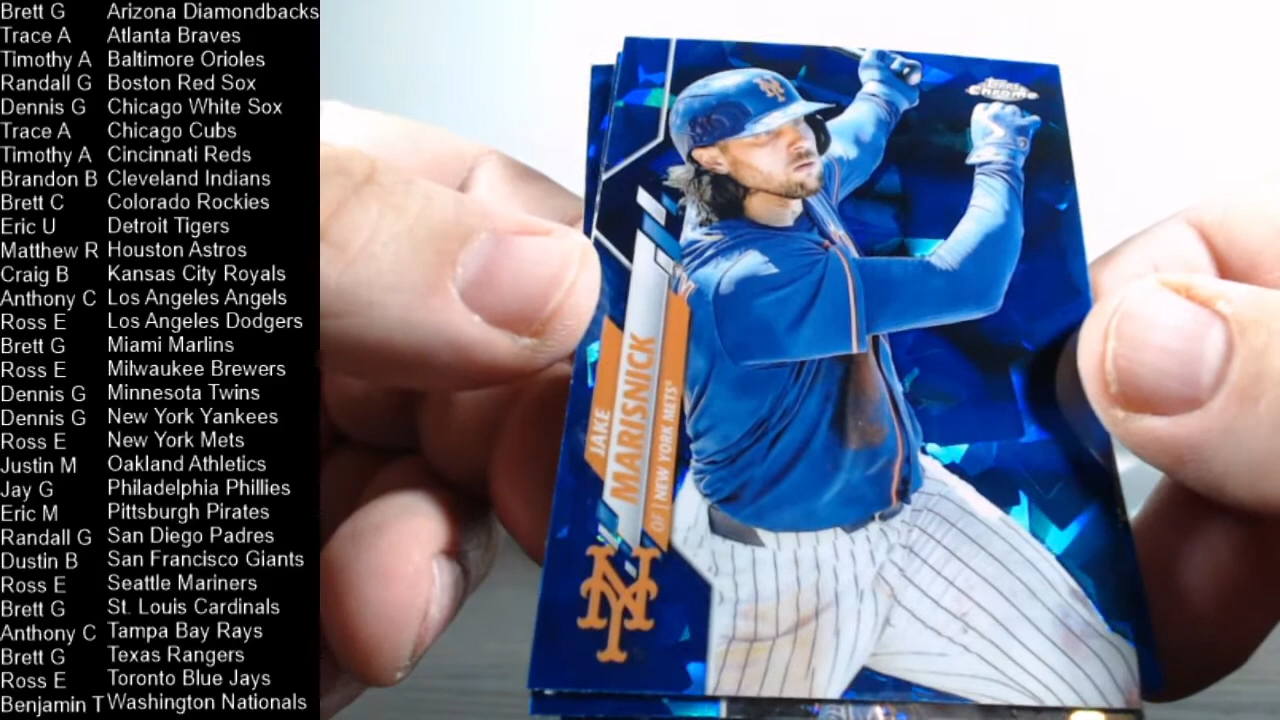 Brett G Arizona Diamondbacks
Trace A Atlanta Braves
Timothy A Baltimore Orioles
Randall G Boston Red Sox
Dennis G Chicago White Sox
Trace A Chicago Cubs
Timothy A Cincinnati Reds
Brandon B Cleveland Indians
Brett C Colorado Rockies
Eric U Detroit Tigers
Matthew R Houston Astros
Craig B Kansas City Royals
Anthony C Los Angeles Angels
Ross E Los Angeles Dodgers
Brett G Miami Marlins
Ross E Milwaukee Brewers
Dennis G Minnesota Twins
Dennis G New York Yankees
Ross E New York Mets
Justin M Oakland Athletics
Jay G Philadelphia Phillies
Eric M Pittsburgh Pirates
Randall G San Diego Padres
Dustin B San Francisco Giants
Ross E Seattle Mariners
Brett G St. Louis Cardinals
Anthony C Tampa Bay Rays
Brett G Texas Rangers
Ross E Toronto Blue Jays
Benjamin T Washington Nationals
Topps
Chrome
JAKE
MARISNICK
OF | NEW YORK METS®
NY
NY